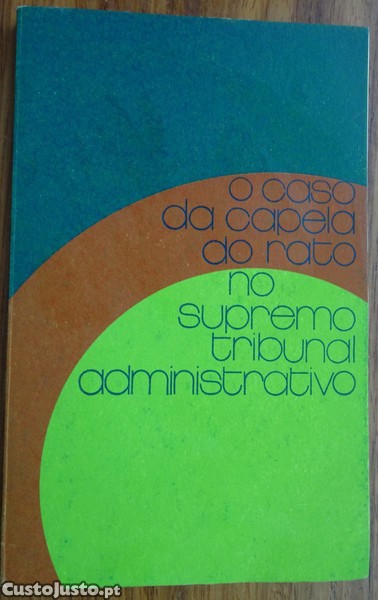 o caso
da capela
do rato
no
supremo
tribunal
administrativo
CustoJusto.pt